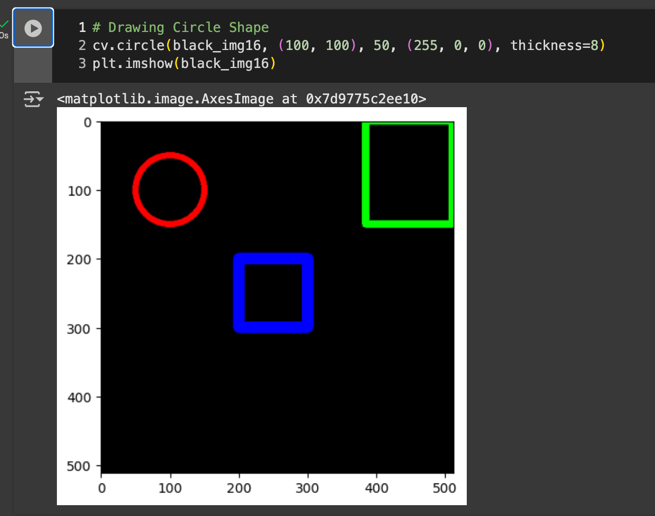 0s
1 # Drawing Circle Shape
2 cv.circle(black_img16, (100, 100), 50, (255, 0, 0), thickness=8)
3 plt.imshow(black_img16)
<matplotlib.image.AxesImage at 0x7d9775c2ee10>
0
100
200
300
400
500
0 100 200 300 400 500